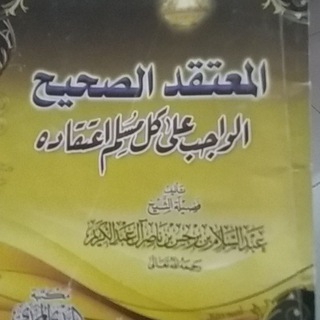 المعتقد الصحيح
الواجب على كل مسلم اعتقاده
تأليف
فضيلة الشيخ
عبد السلام بن برجس بن ناصر آل عبد الكريم
رحمه الله تعالى
مكتبة